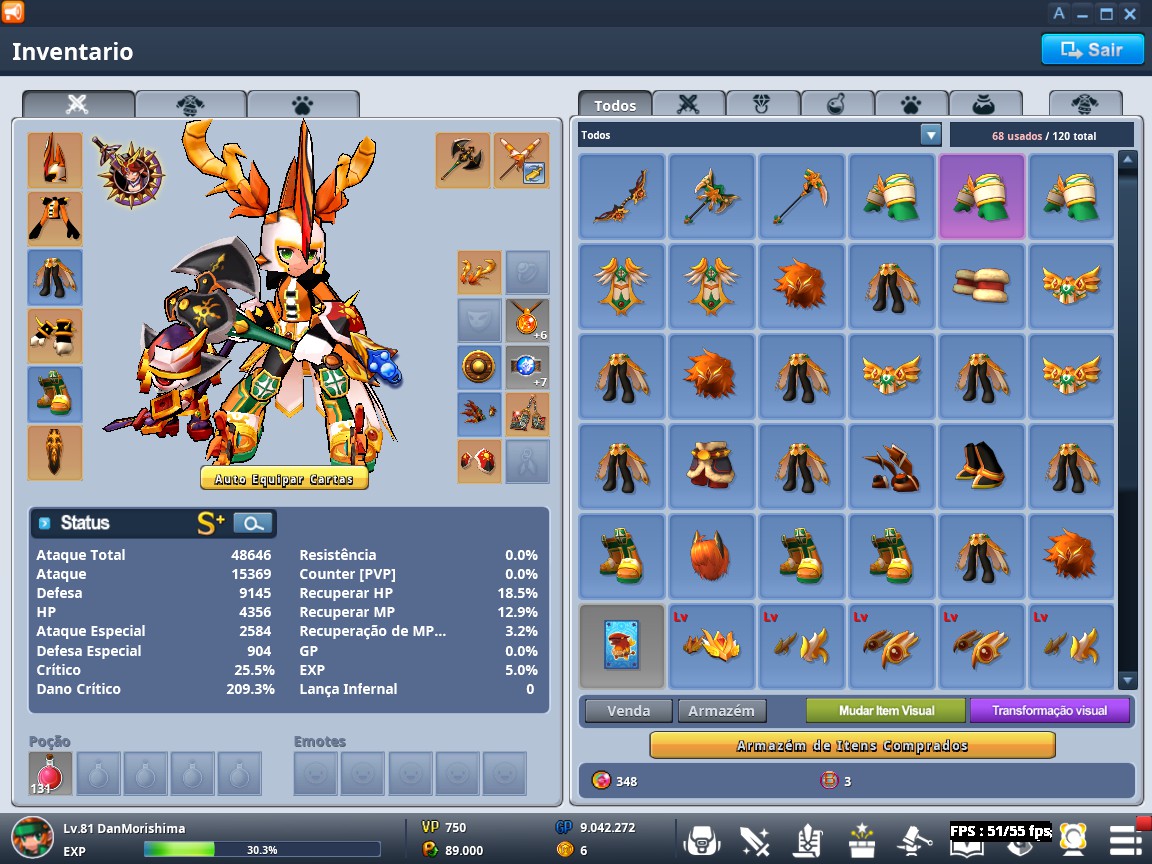 A
Inventario
Sair
Todos
Todos
68 usados / 120 total
+6
+7
Auto Equipar Cartas
Status
S+
Ataque Total 48646 Resistência 0.0%
Ataque 15369 Counter [PVP] 0.0%
Defesa 9145 Recuperar HP 18.5%
HP 4356 Recuperar MP 12.9%
Ataque Especial 2584 Recuperação de MP... 3.2%
Defesa Especial 904 GP 0.0%
Crítico 25.5% EXP 5.0%
Dano Crítico 209.3% Lança Infernal 0
Lv Lv Lv Lv Lv
Venda Armazém Mudar Item Visual Transformação visual
Armazém de Itens Comprados
Poção Emotes
131
348 3
Lv.81 DanMorishima
EXP 30.3%
VP 750 GP 9.042.272
89.000 6
FPS : 51/55 fps